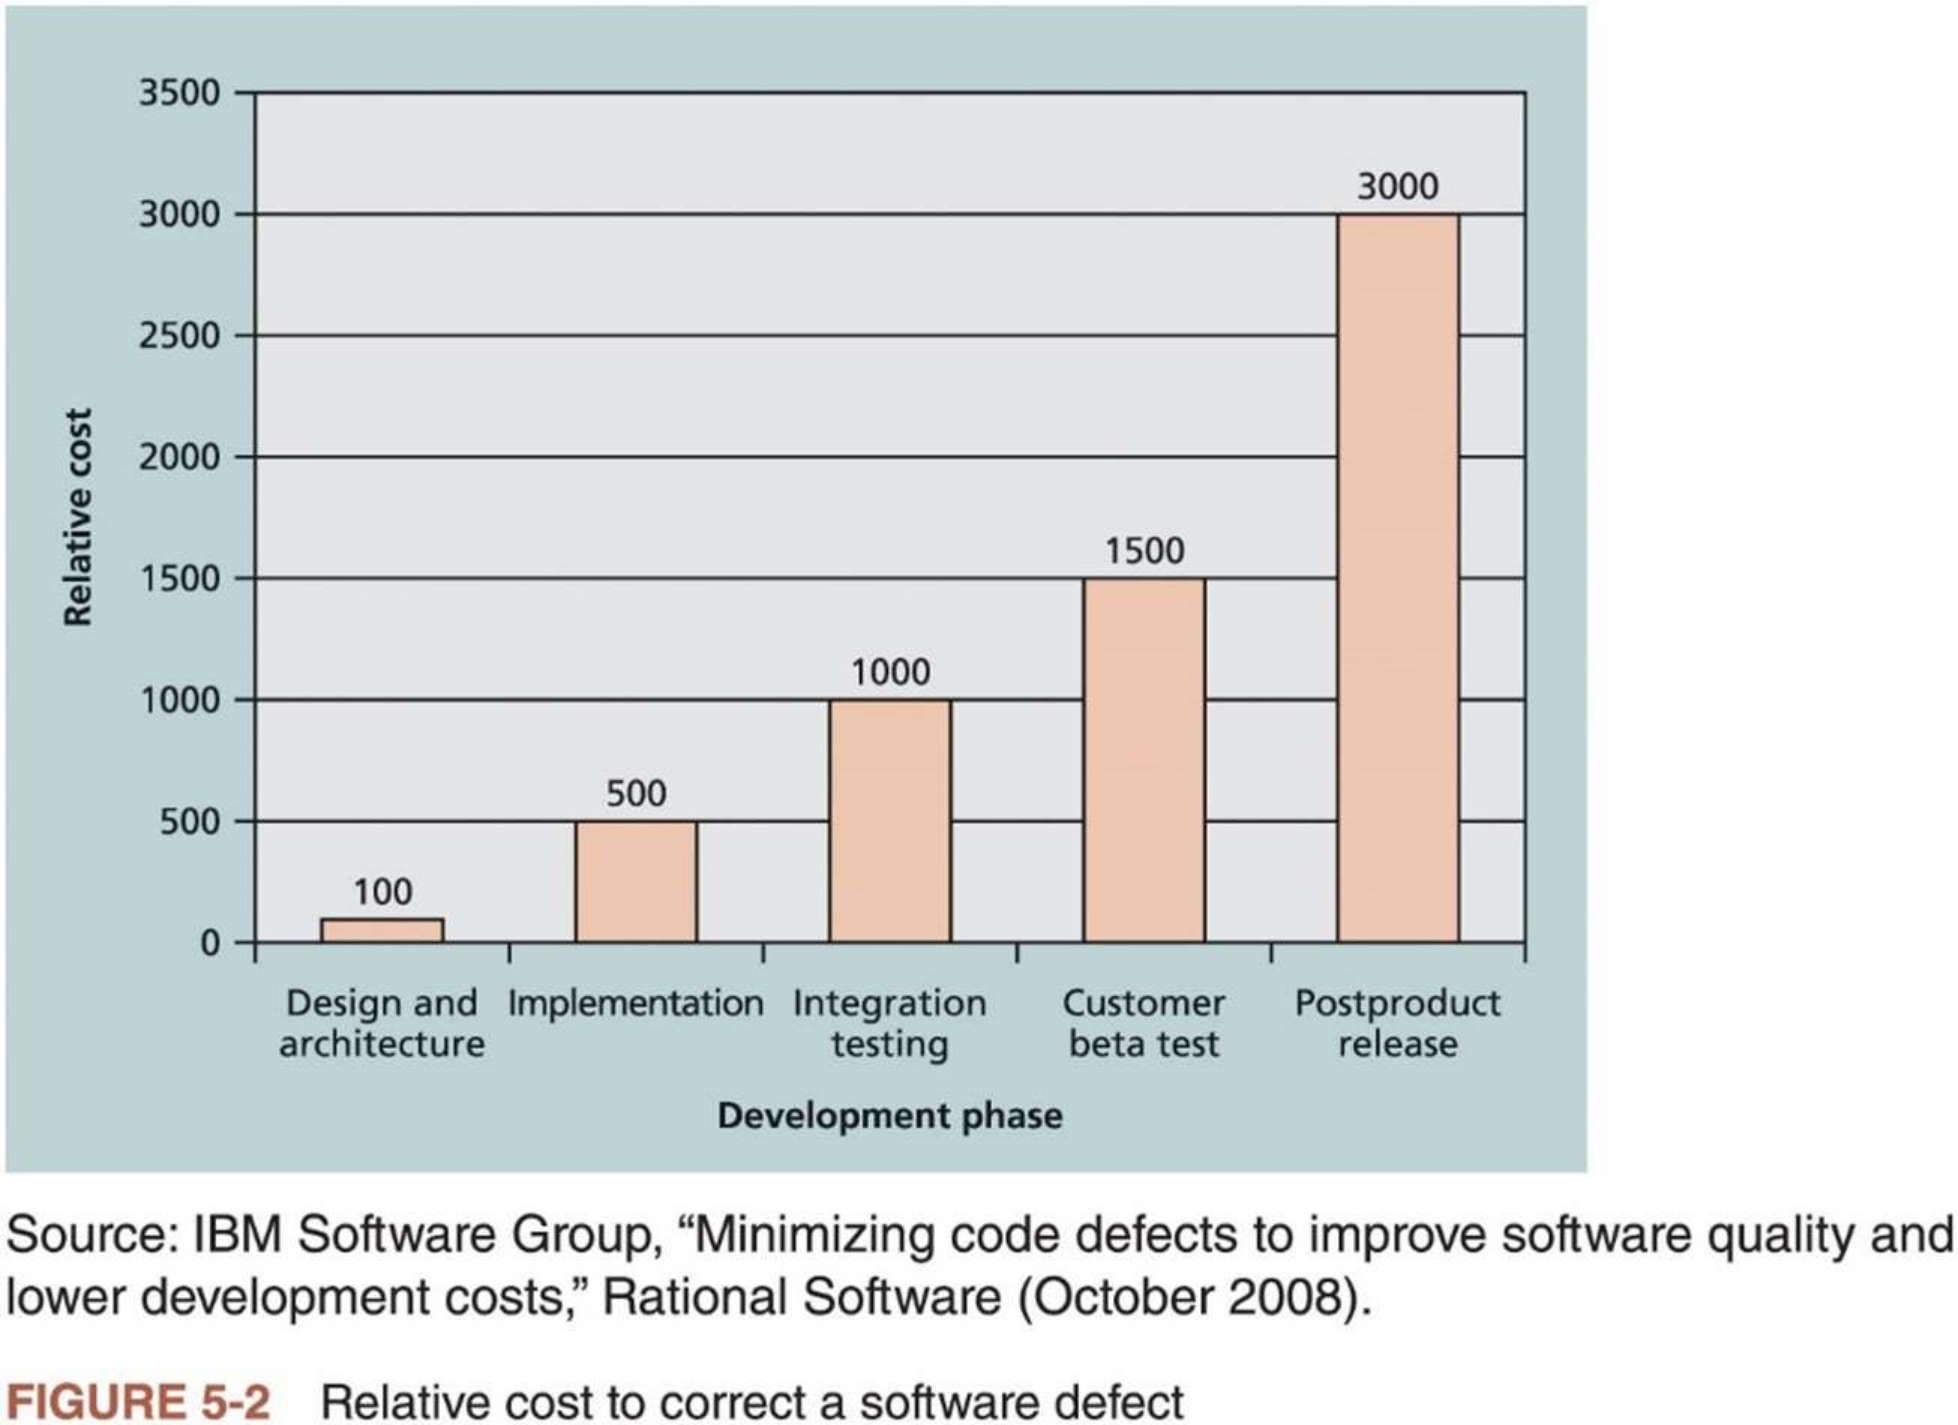 3500
3000
3000
2500
2000
Relative cost
1500
1500
1000
1000
500
500
100
0
Design and architecture
Implementation
Integration testing
Customer beta test
Postproduct release
Development phase
Source: IBM Software Group, “Minimizing code defects to improve software quality and
lower development costs,” Rational Software (October 2008).
FIGURE 5-2 Relative cost to correct a software defect